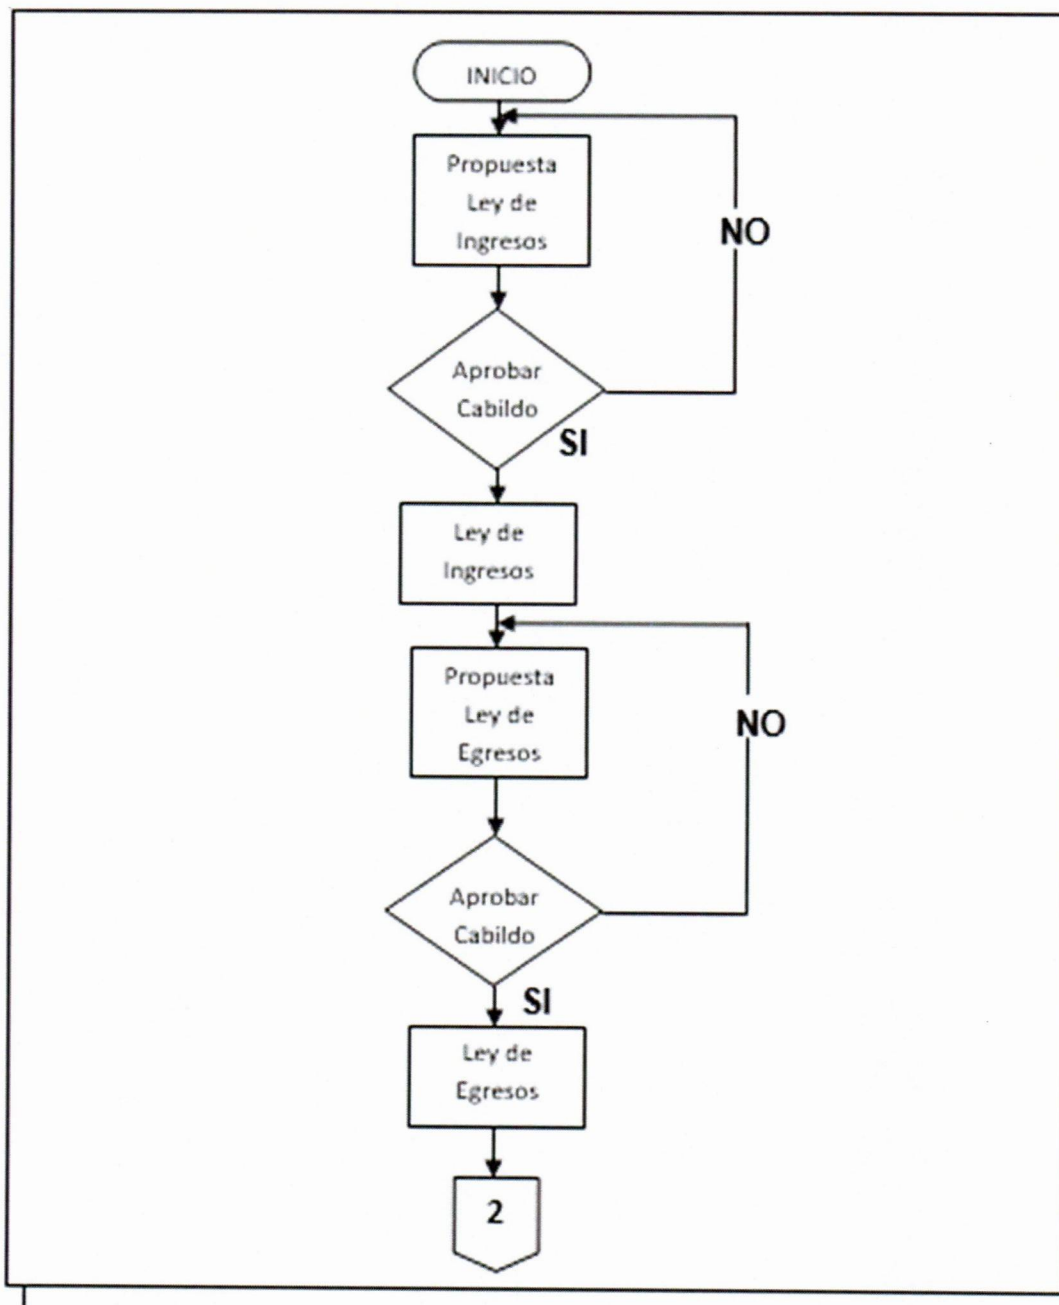 INICIO
Propuesta
Ley de
Ingresos
NO
Aprobar
Cabildo
SI
Ley de
Ingresos
Propuesta
Ley de
Egresos
NO
Aprobar
Cabildo
SI
Ley de
Egresos
2